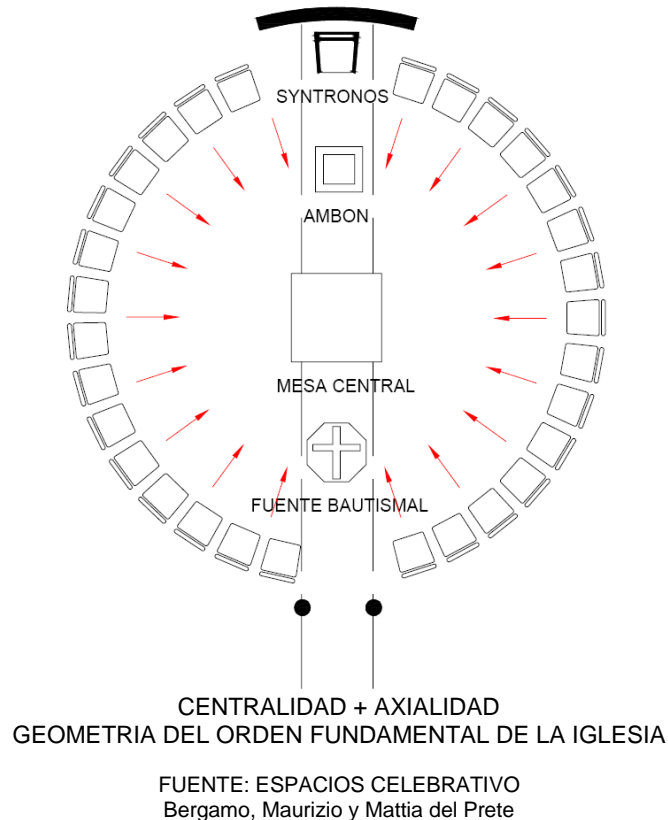 SYNTRONOS
AMBON
MESA CENTRAL
FUENTE BAUTISMAL
CENTRALIDAD + AXIALIDAD
GEOMETRIA DEL ORDEN FUNDAMENTAL DE LA IGLESIA
FUENTE: ESPACIOS CELEBRATIVO
Bergamo, Maurizio y Mattia del Prete